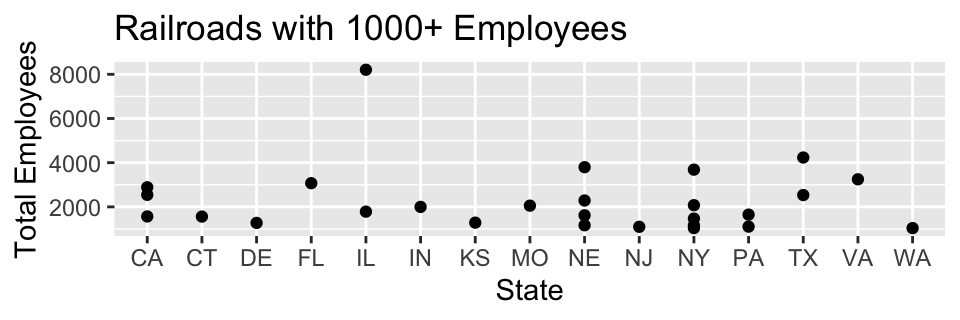 Railroads with 1000+ Employees
Total Employees
8000
6000
4000
2000
CA CT DE FL IL IN KS MO NE NJ NY PA TX VA WA
State